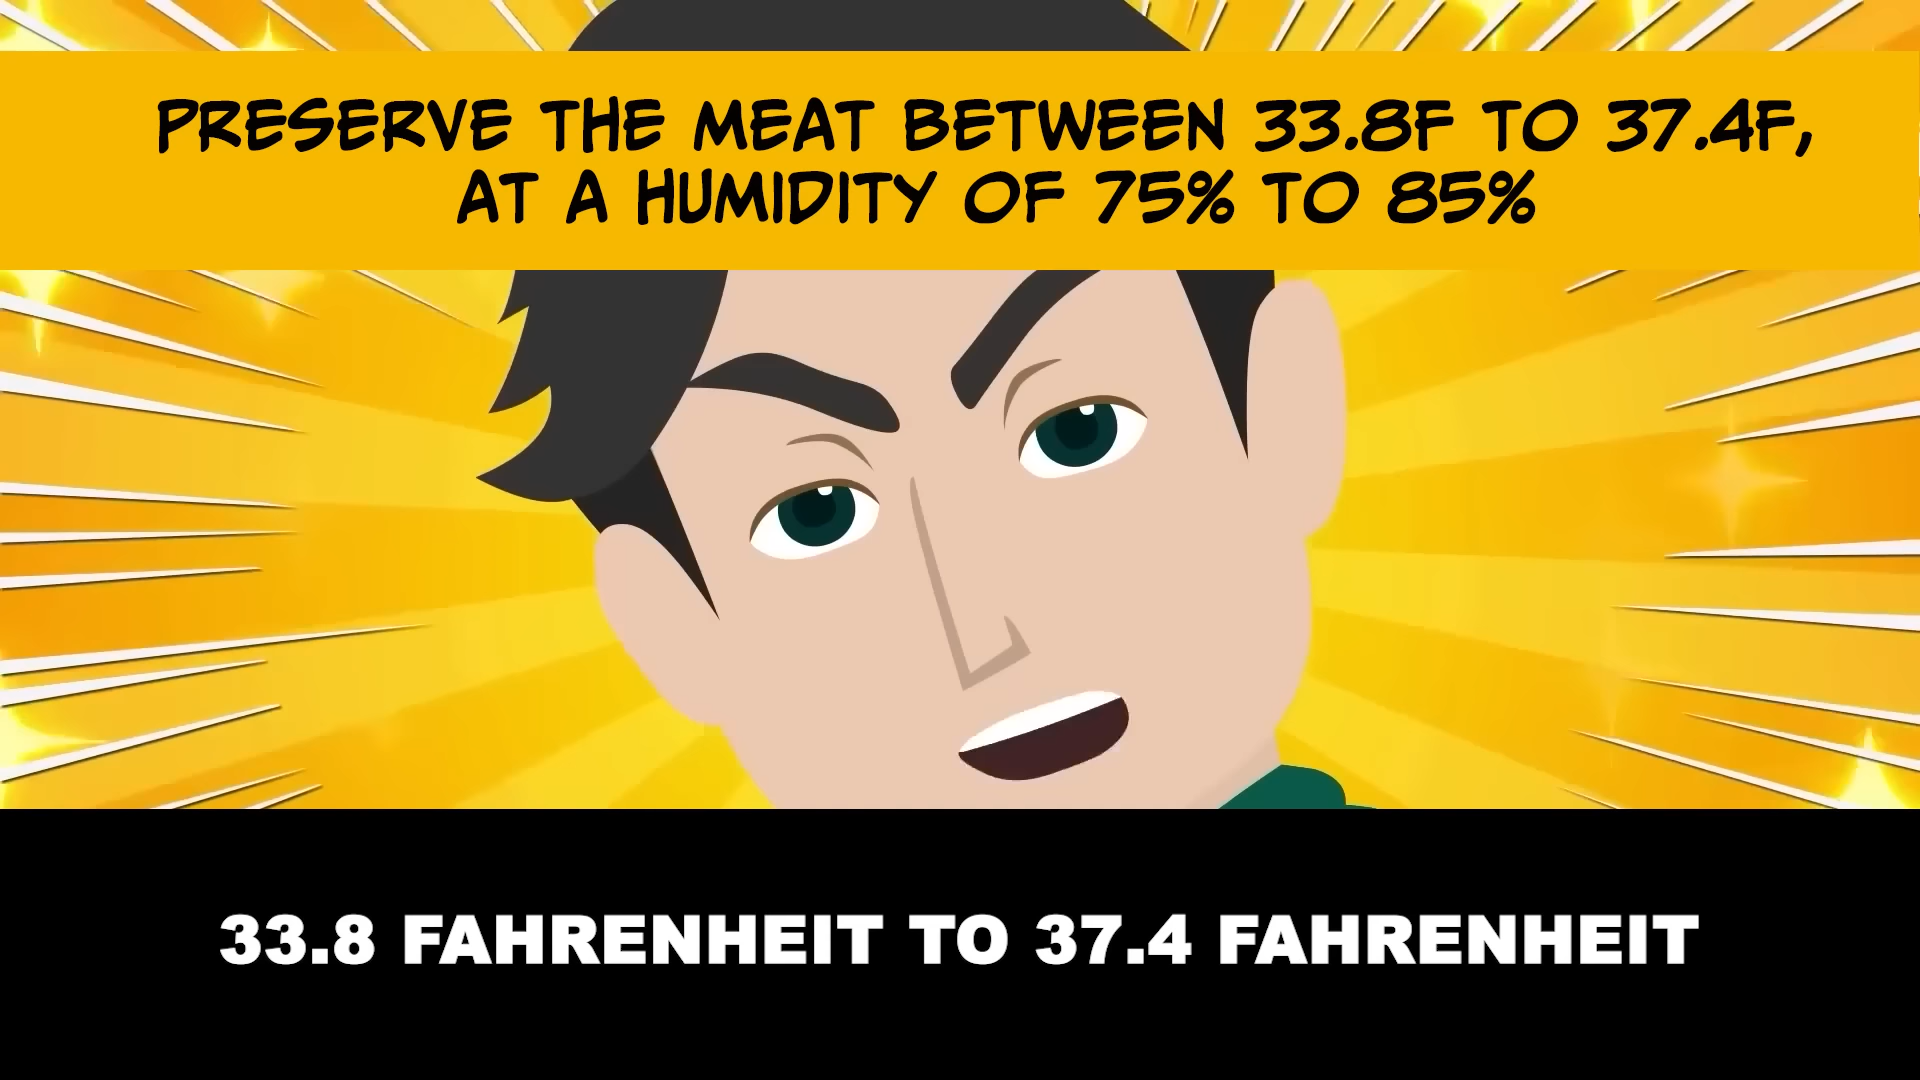 PRESERVE THE MEAT BETWEEN 33.8F TO 37.4F,
AT A HUMIDITY OF 75% TO 85%
33.8 FAHRENHEIT TO 37.4 FAHRENHEIT